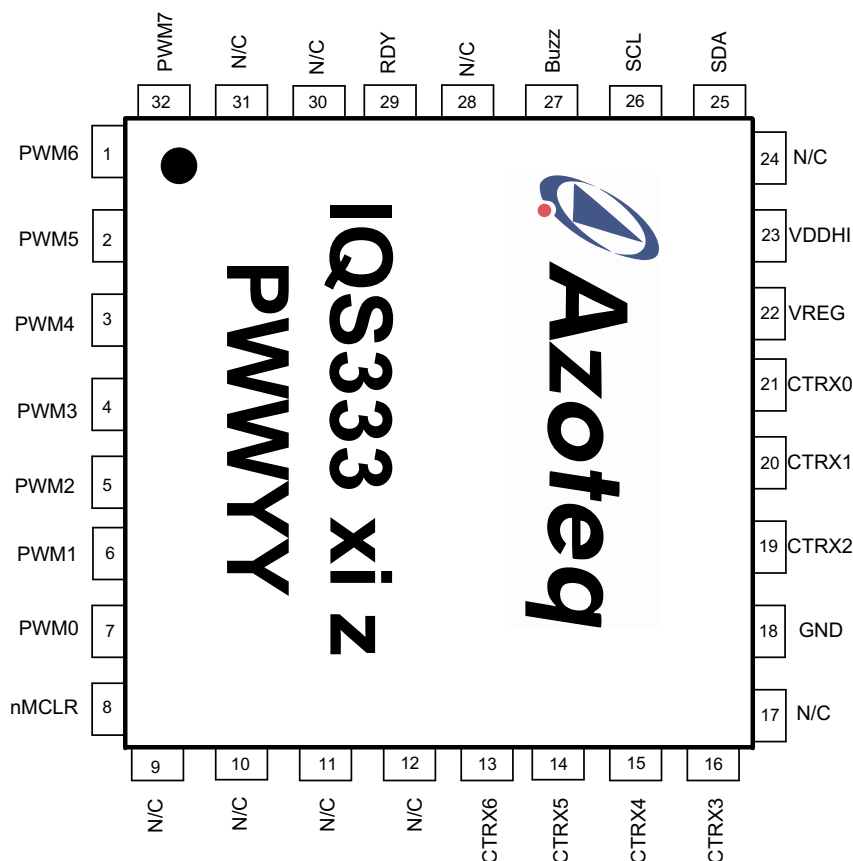 PWM7
N/C
N/C
RDY
N/C
Buzz
SCL
SDA
32
31
30
29
28
27
26
25
PWM6 1
PWM5 2
PWM4 3
PWM3 4
PWM2 5
PWM1 6
PWM0 7
nMCLR 8
Azoteq
IQS333 xi z
PWWYY
24 N/C
23 VDDHI
22 VREG
21 CTRX0
20 CTRX1
19 CTRX2
18 GND
17 N/C
9
10
11
12
13
14
15
16
N/C
N/C
N/C
N/C
CTRX6
CTRX5
CTRX4
CTRX3